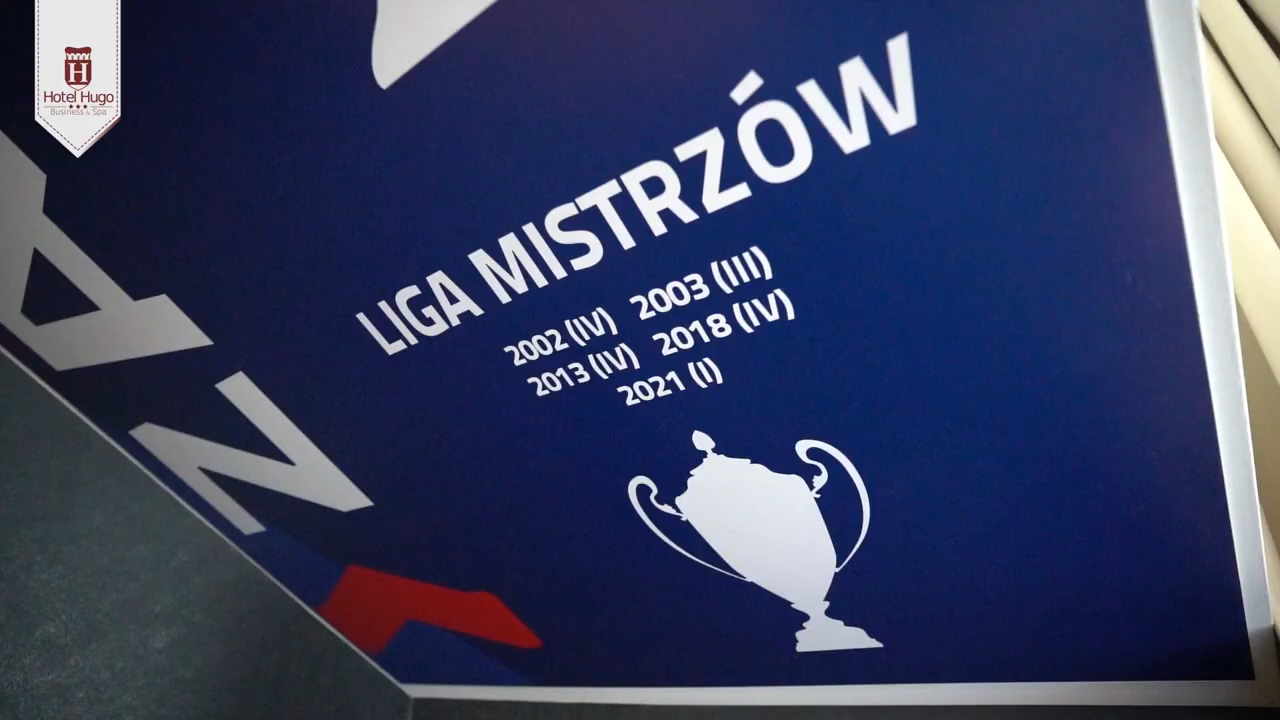 H
Hotel Hugo
Business & Spa
LIGA MISTRZÓW
2002 (IV) 2003 (III)
2013 (IV) 2018 (IV)
2021 (I)